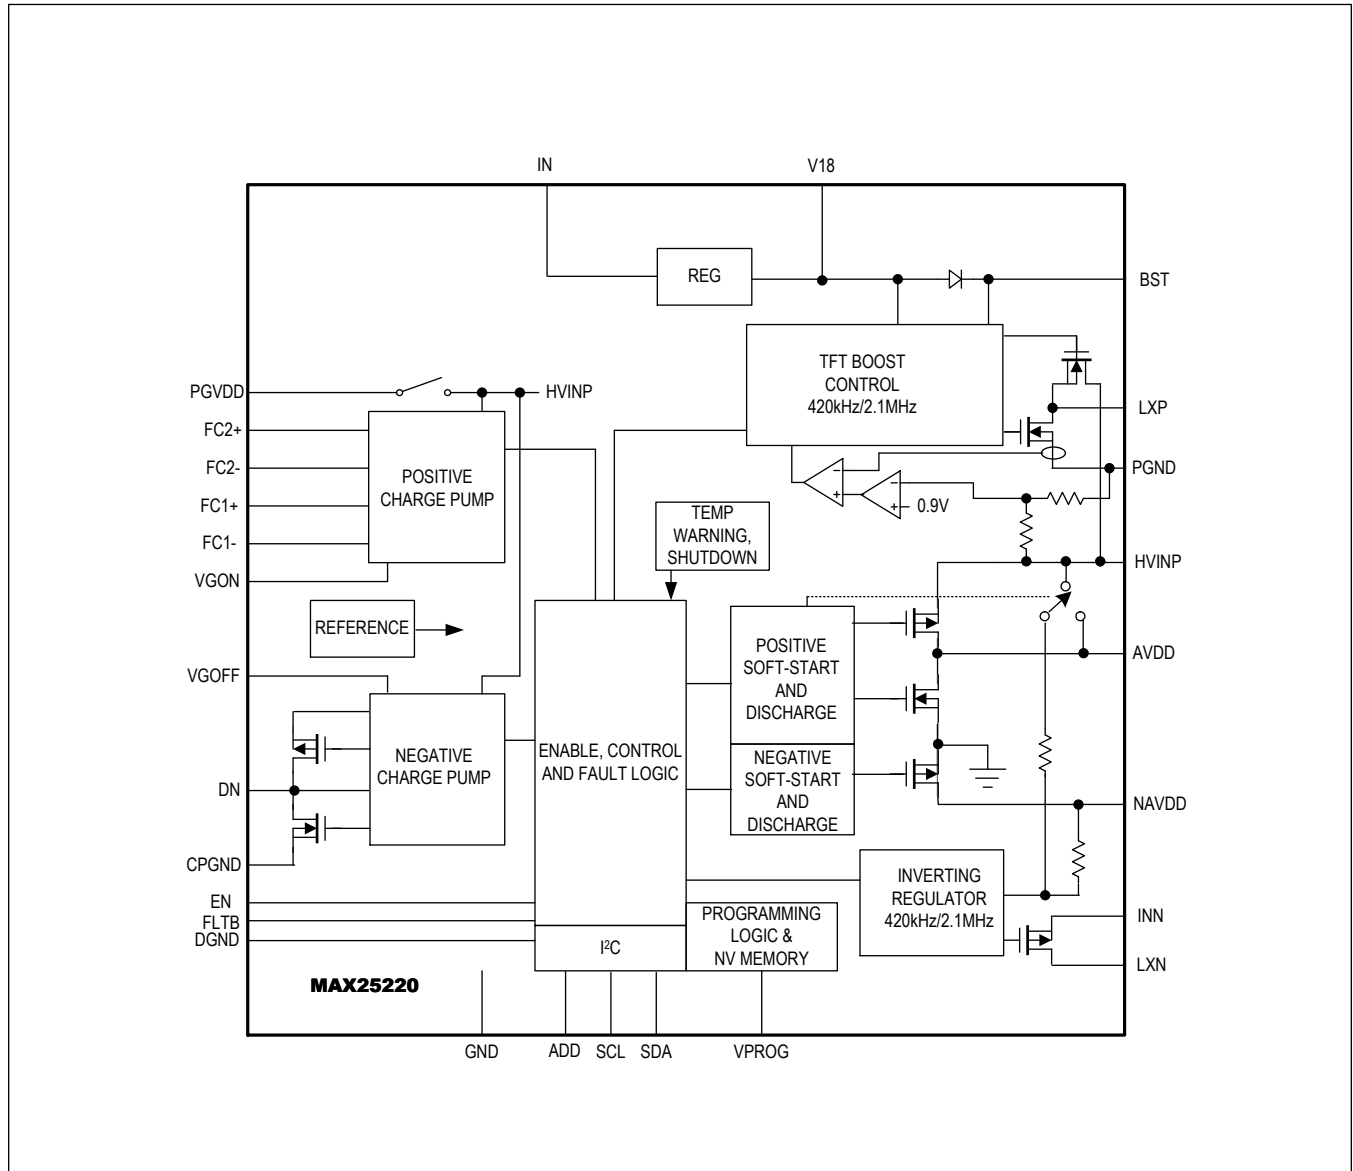 IN
V18
REG
BST
TFT BOOST
CONTROL
420kHz/2.1MHz
PGVDD
HVINP
LXP
FC2+
FC2-
FC1+
FC1-
VGON
POSITIVE
CHARGE PUMP
PGND
-
+
-
+
0.9V
TEMP
WARNING,
SHUTDOWN
HVINP
REFERENCE
POSITIVE
SOFT-START
AND
DISCHARGE
AVDD
VGOFF
NEGATIVE
CHARGE PUMP
ENABLE, CONTROL
AND FAULT LOGIC
NEGATIVE
SOFT-START
AND
DISCHARGE
DN
NAVDD
CPGND
INVERTING
REGULATOR
420kHz/2.1MHz
EN
FLTB
DGND
PROGRAMMING
LOGIC &
NV MEMORY
INN
I²C
LXN
MAX25220
GND
ADD
SCL
SDA
VPROG